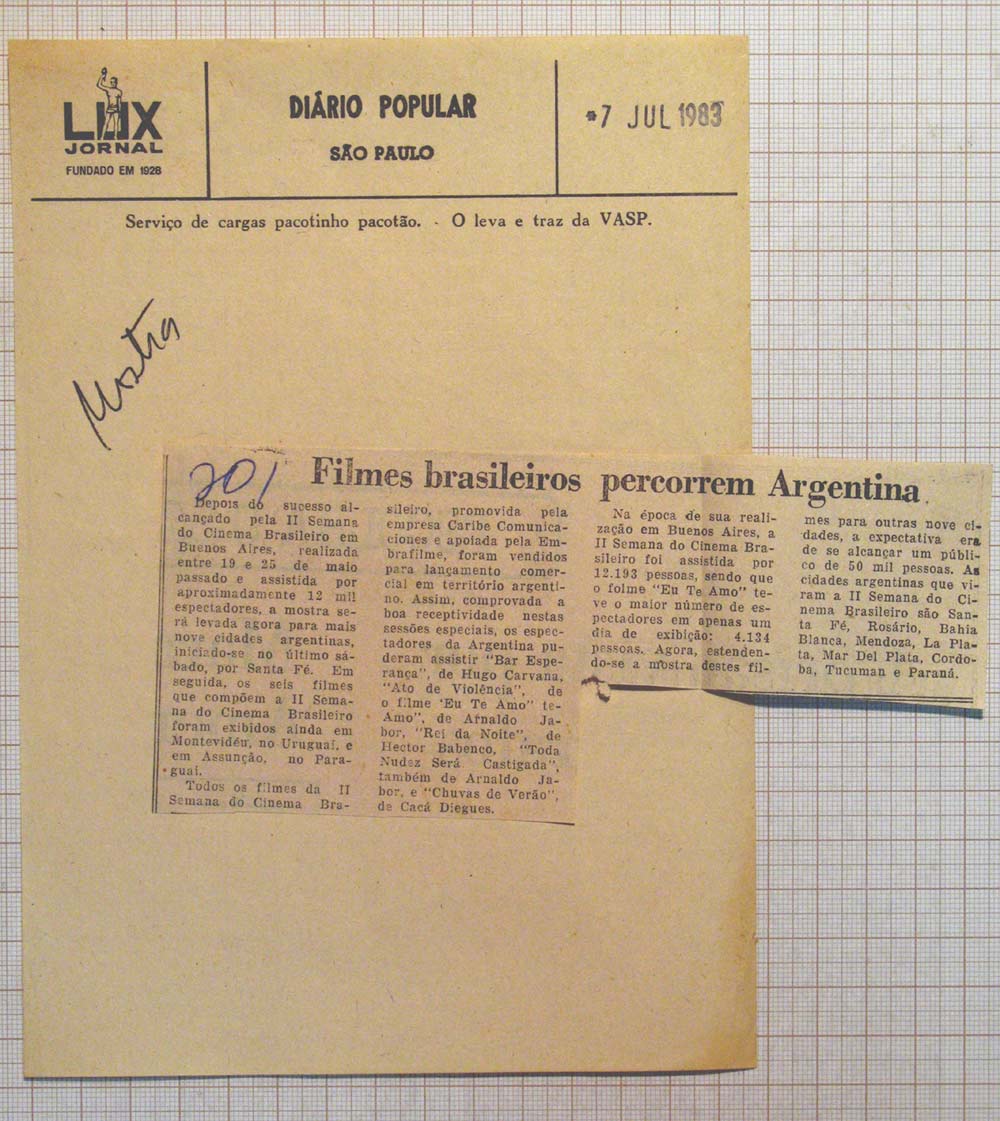 LUX
JORNAL
FUNDADO EM 1928
DIÁRIO POPULAR
SÃO PAULO
*7 JUL 1983
Serviço de cargas pacotinho pacotão. - O leva e traz da VASP.
Mostra
201
Filmes brasileiros percorrem Argentina
Depois do sucesso al-
cançado pela II Semana
do Cinema Brasileiro em
Buenos Aires, realizada
entre 19 e 25 de maio
passado e assistida por
aproximadamente 12 mil
espectadores, a mostra se-
rá levada agora para mais
nove cidades argentinas,
iniciado-se no último sá-
bado, por Santa Fé. Em
seguida, os seis filmes
que compõem a II Sema-
na do Cinema Brasileiro
foram exibidos ainda em
Montevidéu, no Uruguai, e
em Assunção, no Para-
guai.
Todos os filmes da II
Semana do Cinema Bra-
sileiro, promovida pela
empresa Caribe Comunica-
ciones e apoiada pela Em-
brafilme, foram vendidos
para lançamento comer-
cial em território argenti-
no. Assim, comprovada a
boa receptividade nestas
sessões especiais, os espec-
tadores da Argentina pu-
deram assistir "Bar Espe-
rança", de Hugo Carvana,
"Ato de Violência", de
o filme 'Eu Te Amo" te-
Amo", de Arnaldo Ja-
bor, "Rei da Noite", de
Hector Babenco, "Toda
Nudez Será Castigada",
também de Arnaldo Ja-
bor, e "Chuvas de Verão",
de Cacá Diegues.
Na época de sua reali-
zação em Buenos Aires, a
II Semana do Cinema Bra-
sileiro foi assistida por
12.193 pessoas, sendo que
o folme "Eu Te Amo" te-
ve o maior número de es-
pectadores em apenas um
dia de exibição: 4.134
pessoas. Agora, estenden-
do-se a mostra destes fil-
mes para outras nove ci-
dades, a expectativa era
de se alcançar um públi-
co de 50 mil pessoas. As
cidades argentinas que vi-
ram a II Semana do Ci-
nema Brasileiro são San-
ta Fé, Rosário, Bahia
Blanca, Mendoza, La Pla-
ta, Mar Del Plata, Cordo-
ba, Tucuman e Paraná.